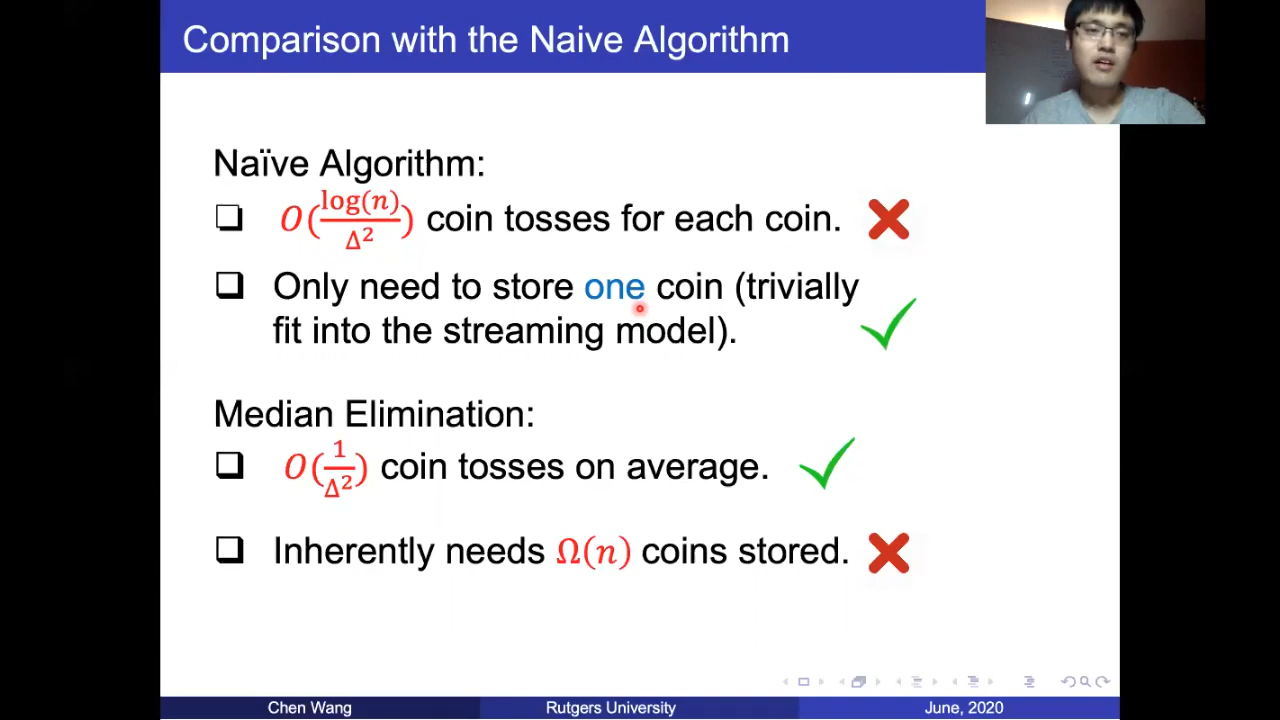 Comparison with the Naive Algorithm
Naïve Algorithm:
O(log(n)/Δ²) coin tosses for each coin.
Only need to store one coin (trivially
fit into the streaming model).
Median Elimination:
O(1/Δ²) coin tosses on average.
Inherently needs Ω(n) coins stored.
Chen Wang Rutgers University June, 2020